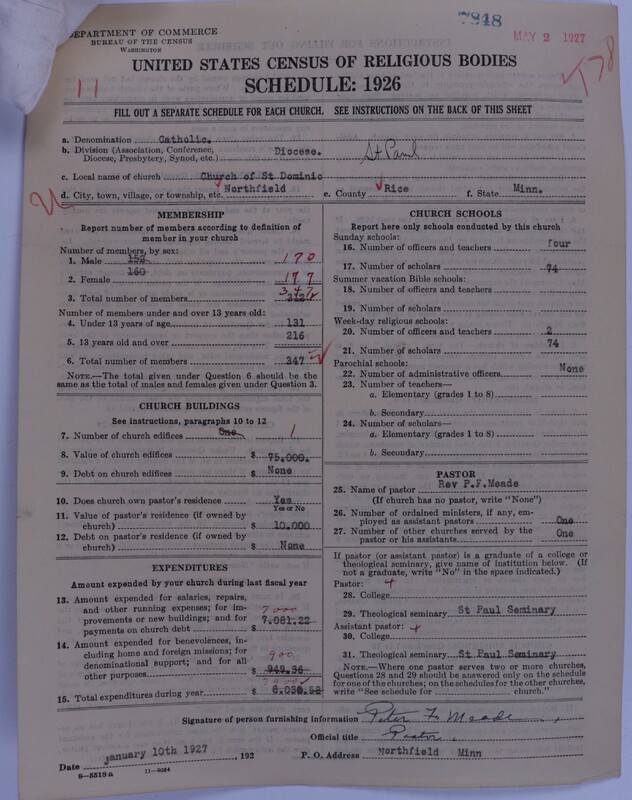 7848
DEPARTMENT OF COMMERCE
BUREAU OF THE CENSUS
WASHINGTON
MAY 2 1927
11
578
UNITED STATES CENSUS OF RELIGIOUS BODIES
SCHEDULE: 1926
FILL OUT A SEPARATE SCHEDULE FOR EACH CHURCH. SEE INSTRUCTIONS ON THE BACK OF THIS SHEET
a. Denomination Catholic.
b. Division (Association, Conference, Diocese, Presbytery, Synod, etc.) Diocese. St Paul
c. Local name of church Church of St Dominic
d. City, town, village, or township, etc. Northfield e. County Rice f. State Minn.
MEMBERSHIP
Report number of members according to definition of
member in your church
Number of members, by sex:
1. Male 152 170
2. Female 160 177
3. Total number of members 312 347
Number of members under and over 13 years old:
4. Under 13 years of age 131
5. 13 years old and over 216
6. Total number of members 347
NOTE.—The total given under Question 6 should be
same as the total of males and females given under Question 3.
CHURCH BUILDINGS
See instructions, paragraphs 10 to 12
7. Number of church edifices One 1
8. Value of church edifices $ 75,000.
9. Debt on church edifices $ None
10. Does church own pastor's residence Yes
Yes or No
11. Value of pastor's residence (if owned by
church) $ 10,000
12. Debt on pastor's residence (if owned by
church) $ None
EXPENDITURES
Amount expended by your church during last fiscal year
13. Amount expended for salaries, repairs,
and other running expenses; for im-
provements or new buildings; and for
payments on church debt $ 7,081.22 7000
14. Amount expended for benevolences, in-
cluding home and foreign missions; for
denominational support; and for all
other purposes $ 949.36 900
15. Total expenditures during year $ 8,030.58 7900
CHURCH SCHOOLS
Report here only schools conducted by this church
Sunday schools:
16. Number of officers and teachers four
17. Number of scholars 74
Summer vacation Bible schools:
18. Number of officers and teachers
19. Number of scholars
Week-day religious schools:
20. Number of officers and teachers 2
21. Number of scholars 74
Parochial schools:
22. Number of administrative officers None
23. Number of teachers—
a. Elementary (grades 1 to 8)
b. Secondary
24. Number of scholars—
a. Elementary (grades 1 to 8)
b. Secondary
PASTOR
25. Name of pastor Rev P.F.Meade
(If church has no pastor, write "None")
26. Number of ordained ministers, if any, em-
ployed as assistant pastors One
27. Number of other churches served by the
pastor or his assistants One
If pastor (or assistant pastor) is a graduate of a college or
theological seminary, give name of institution below. (If
not a graduate, write "No" in the space indicated.)
Pastor:
28. College
29. Theological seminary St Paul Seminary
Assistant pastor:
30. College
31. Theological seminary St Paul Seminary
NOTE.—Where one pastor serves two or more churches,
Questions 28 and 29 should be answered only on the schedule
for one of the churches; on the schedules for the other churches,
write "See schedule for church."
Signature of person furnishing information Peter F Meade
Official title Pastor
Date January 10th 1927, 192 P. O. Address Northfield Minn
8—5518a 11—9084